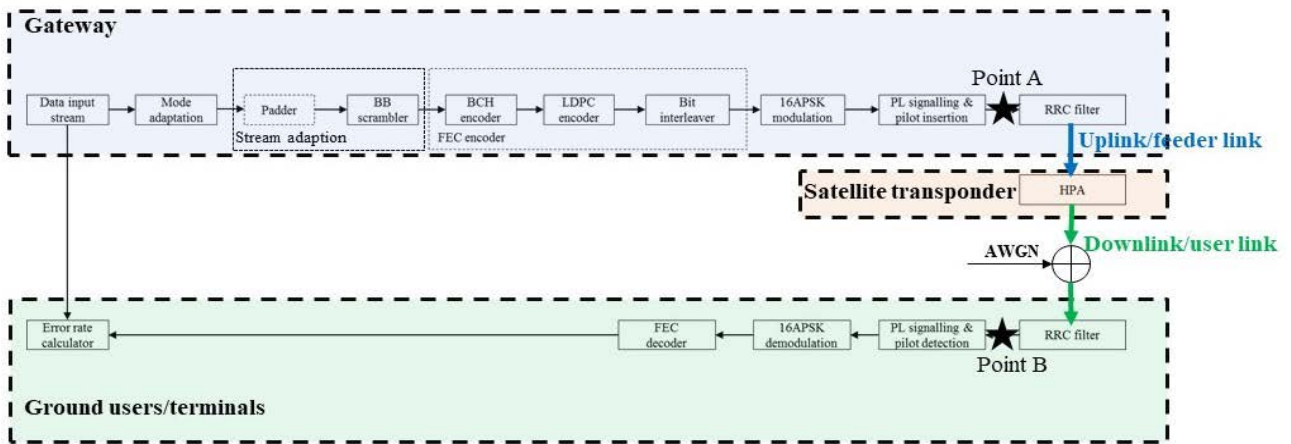 Gateway
Point A
Data input
stream
Mode
adaptation
Padder
BB
scrambler
Stream adaption
BCH
encoder
LDPC
encoder
Bit
interleaver
FEC encoder
16APSK
modulation
PL signalling &
pilot insertion
RRC filter
Uplink/feeder link
Satellite transponder
HPA
Downlink/user link
AWGN
Error rate
calculator
FEC
decoder
16APSK
demodulation
PL signalling &
pilot detection
RRC filter
Point B
Ground users/terminals